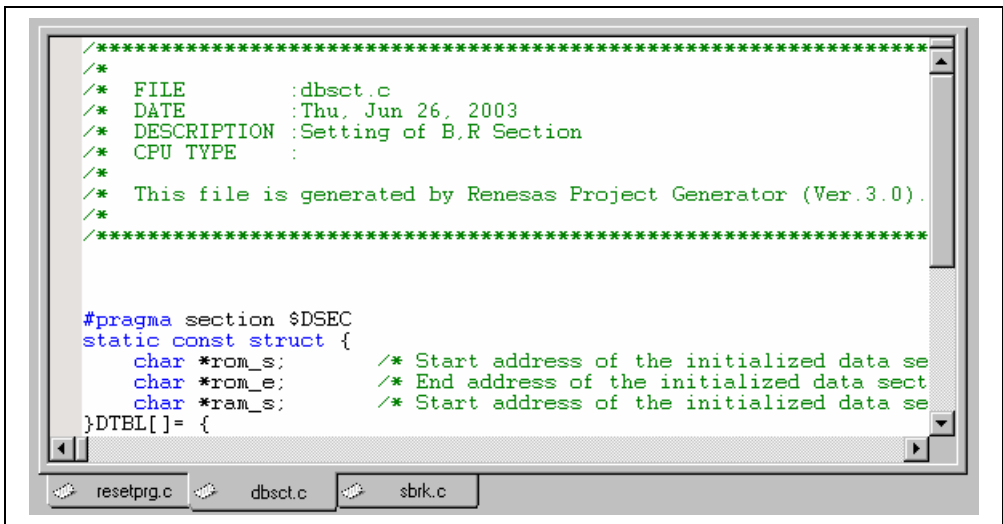 /*****************************************************************
/*
/*  FILE        :dbsct.c
/*  DATE        :Thu, Jun 26, 2003
/*  DESCRIPTION :Setting of B,R Section
/*  CPU TYPE    :
/*
/*  This file is generated by Renesas Project Generator (Ver.3.0).
/*
/*****************************************************************
#pragma section $DSEC
static const struct {
    char *rom_s;       /* Start address of the initialized data se
    char *rom_e;       /* End address of the initialized data sect
    char *ram_s;       /* Start address of the initialized data se
}DTBL[]= {
resetprg.c dbsct.c sbrk.c